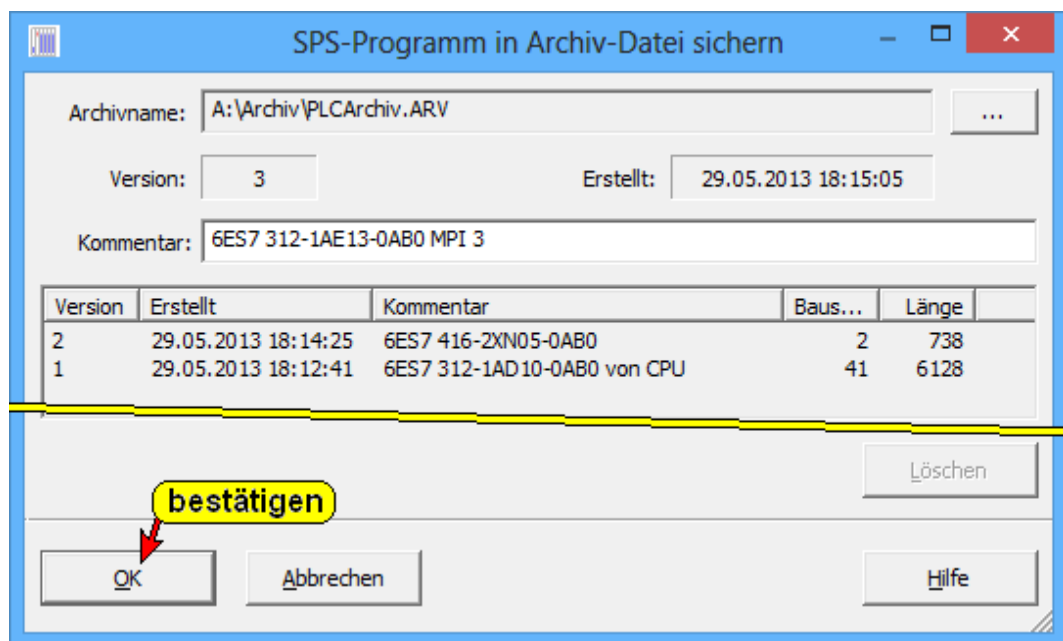 SPS-Programm in Archiv-Datei sichern
Archivname: A:\Archiv\PLCArchiv.ARV ...
Version: 3 Erstellt: 29.05.2013 18:15:05
Kommentar: 6ES7 312-1AE13-0AB0 MPI 3
Version Erstellt Kommentar Baus... Länge
2 29.05.2013 18:14:25 6ES7 416-2XN05-0AB0 2 738
1 29.05.2013 18:12:41 6ES7 312-1AD10-0AB0 von CPU 41 6128
Löschen
bestätigen
OK Abbrechen Hilfe